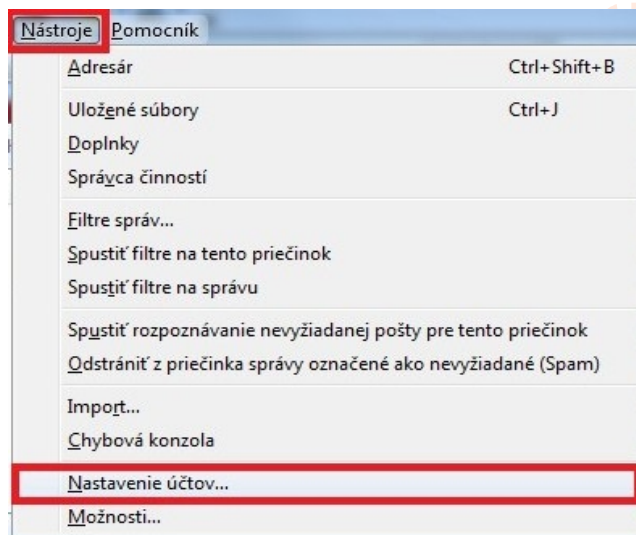 Nástroje Pomocník
Adresár Ctrl+Shift+B
Uložené súbory Ctrl+J
Doplnky
Správca činností
Filtre správ...
Spustiť filtre na tento priečinok
Spustiť filtre na správu
Spustiť rozpoznávanie nevyžiadanej pošty pre tento priečinok
Odstrániť z priečinka správy označené ako nevyžiadané (Spam)
Import...
Chybová konzola
Nastavenie účtov...
Možnosti...